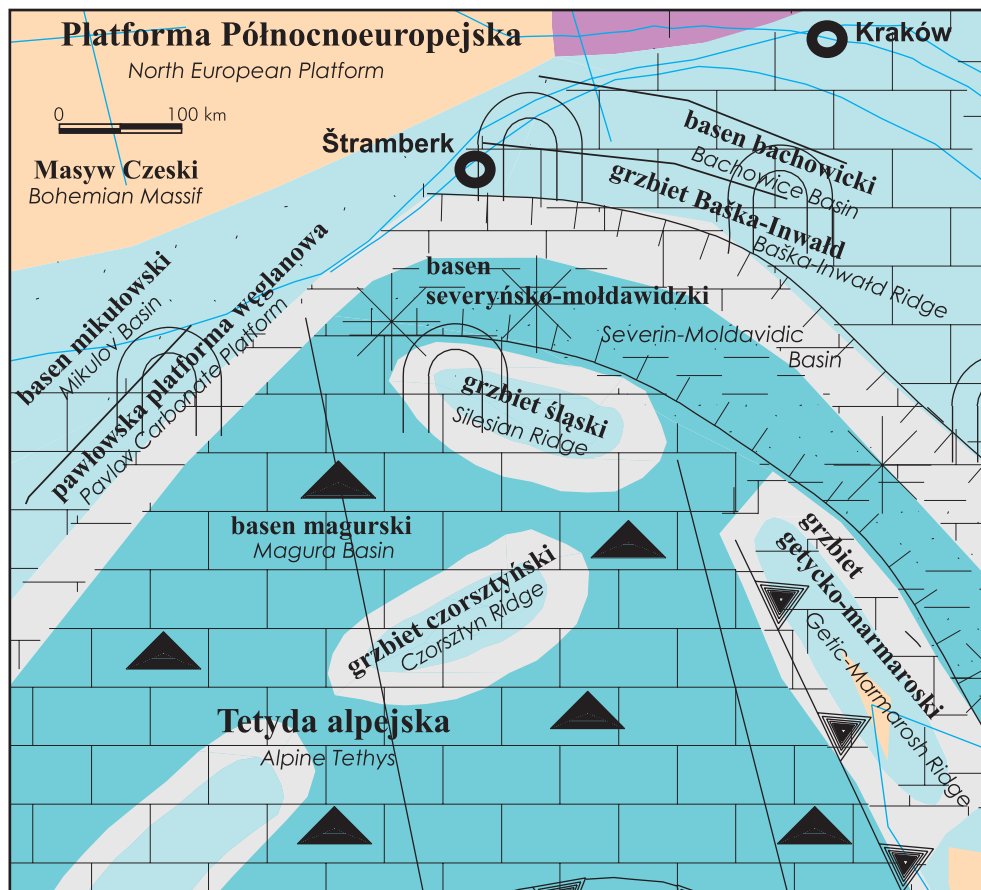 Platforma Północnoeuropejska
North European Platform
Kraków
0 100 km
Štramberk
Masyw Czeski
Bohemian Massif
basen bachowicki
Bachowice Basin
grzbiet Baška-Inwałd
Baška-Inwałd Ridge
basen mikulowski
Mikulov Basin
pawłowska platforma węglanowa
Pavlov Carbonate Platform
basen
severyńsko-mołdawidzki
Severin-Moldavidic
Basin
grzbiet śląski
Silesian Ridge
basen magurski
Magura Basin
grzbiet czorsztyński
Czorsztyn Ridge
grzbiet
getycko-marmaroski
Getic-Marmarosh Ridge
Tetyda alpejska
Alpine Tethys